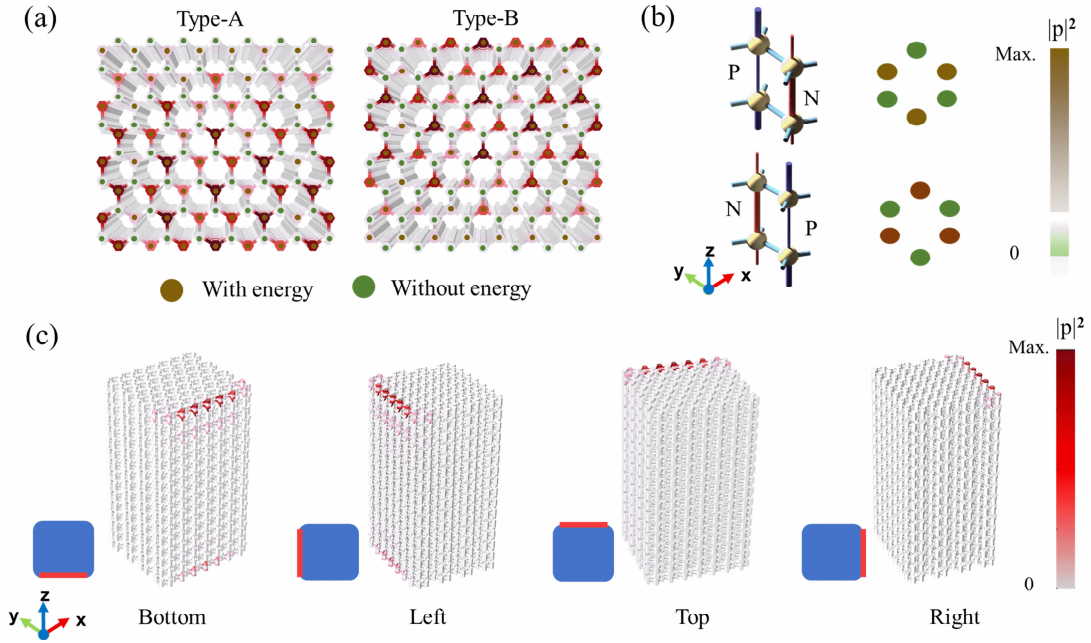 (a)
Type-A
Type-B
With energy
Without energy
(b)
P
N
N
P
z
y
x
|p|²
Max.
0
(c)
|p|²
Max.
0
z
y
x
Bottom
Left
Top
Right